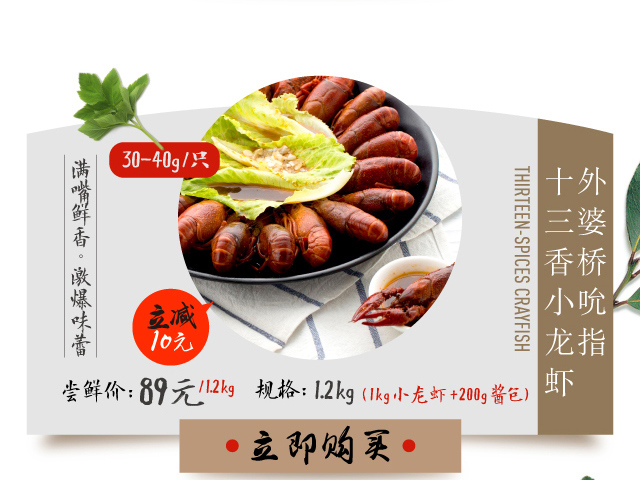 外婆桥吮指
十三香小龙虾
THIRTEEN-SPICES CRAYFISH
30-40g/只
满嘴鲜香。激爆味蕾
立减
10元
尝鲜价:89元/1.2kg
规格:1.2kg(1kg小龙虾+200g酱包)
立即购买